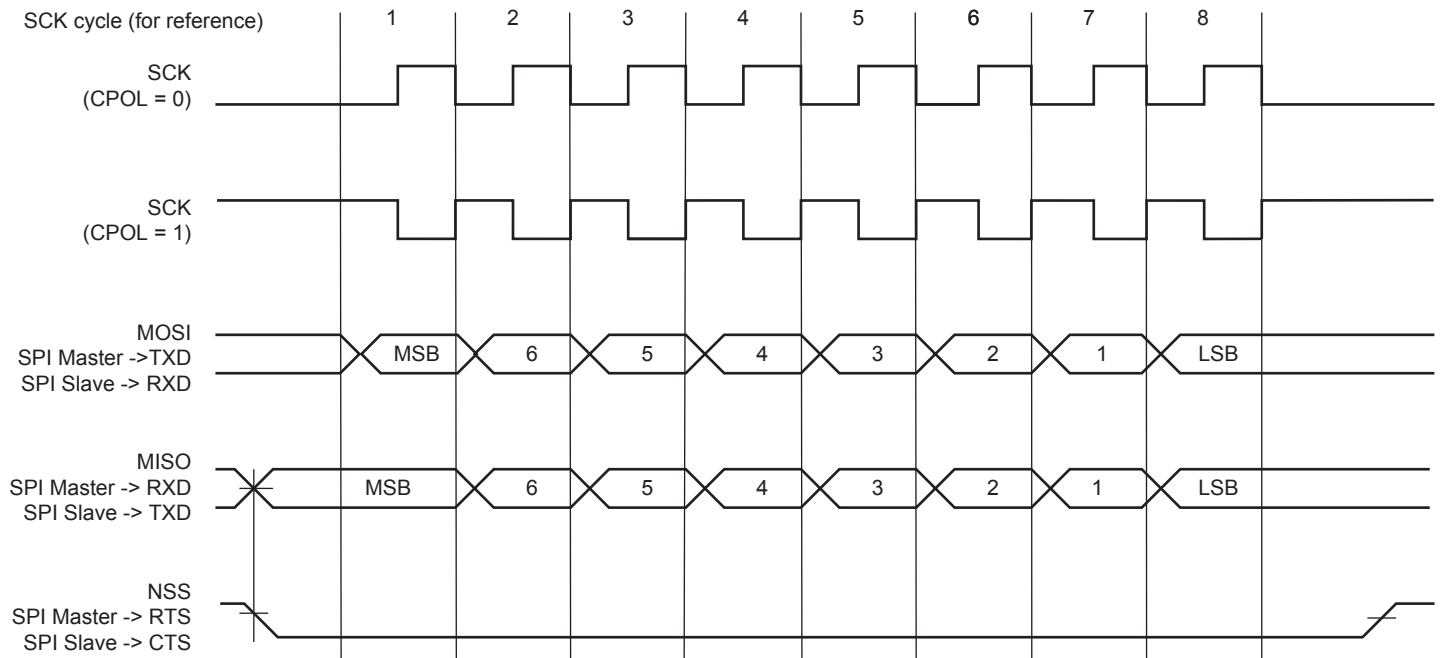 SCK cycle (for reference) 1 2 3 4 5 6 7 8
SCK
(CPOL = 0)
SCK
(CPOL = 1)
MOSI
SPI Master ->TXD
SPI Slave -> RXD
MSB 6 5 4 3 2 1 LSB
MISO
SPI Master -> RXD
SPI Slave -> TXD
MSB 6 5 4 3 2 1 LSB
NSS
SPI Master -> RTS
SPI Slave -> CTS